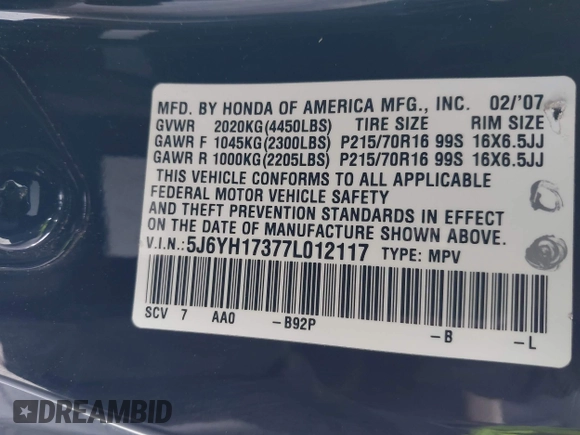 MFD. BY HONDA OF AMERICA MFG., INC. 02/'07
GVWR 2020KG(4450LBS) TIRE SIZE RIM SIZE
GAWR F 1045KG(2300LBS) P215/70R16 99S 16X6.5JJ
GAWR R 1000KG(2205LBS) P215/70R16 99S 16X6.5JJ
THIS VEHICLE CONFORMS TO ALL APPLICABLE
FEDERAL MOTOR VEHICLE SAFETY
AND THEFT PREVENTION STANDARDS IN EFFECT
ON THE DATE OF MANUFACTURE SHOWN ABOVE.
V.I.N.:5J6YH17377L012117 TYPE: MPV
SCV 7 AA0 -B92P -B -L
DREAMBID